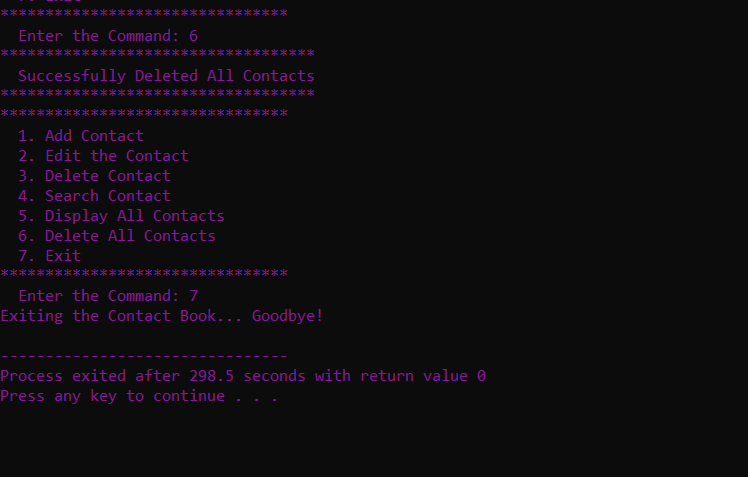 ********************************
Enter the Command: 6
***********************************
Successfully Deleted All Contacts
***********************************
********************************
1. Add Contact
2. Edit the Contact
3. Delete Contact
4. Search Contact
5. Display All Contacts
6. Delete All Contacts
7. Exit
********************************
Enter the Command: 7
Exiting the Contact Book... Goodbye!
--------------------------------
Process exited after 298.5 seconds with return value 0
Press any key to continue . . .